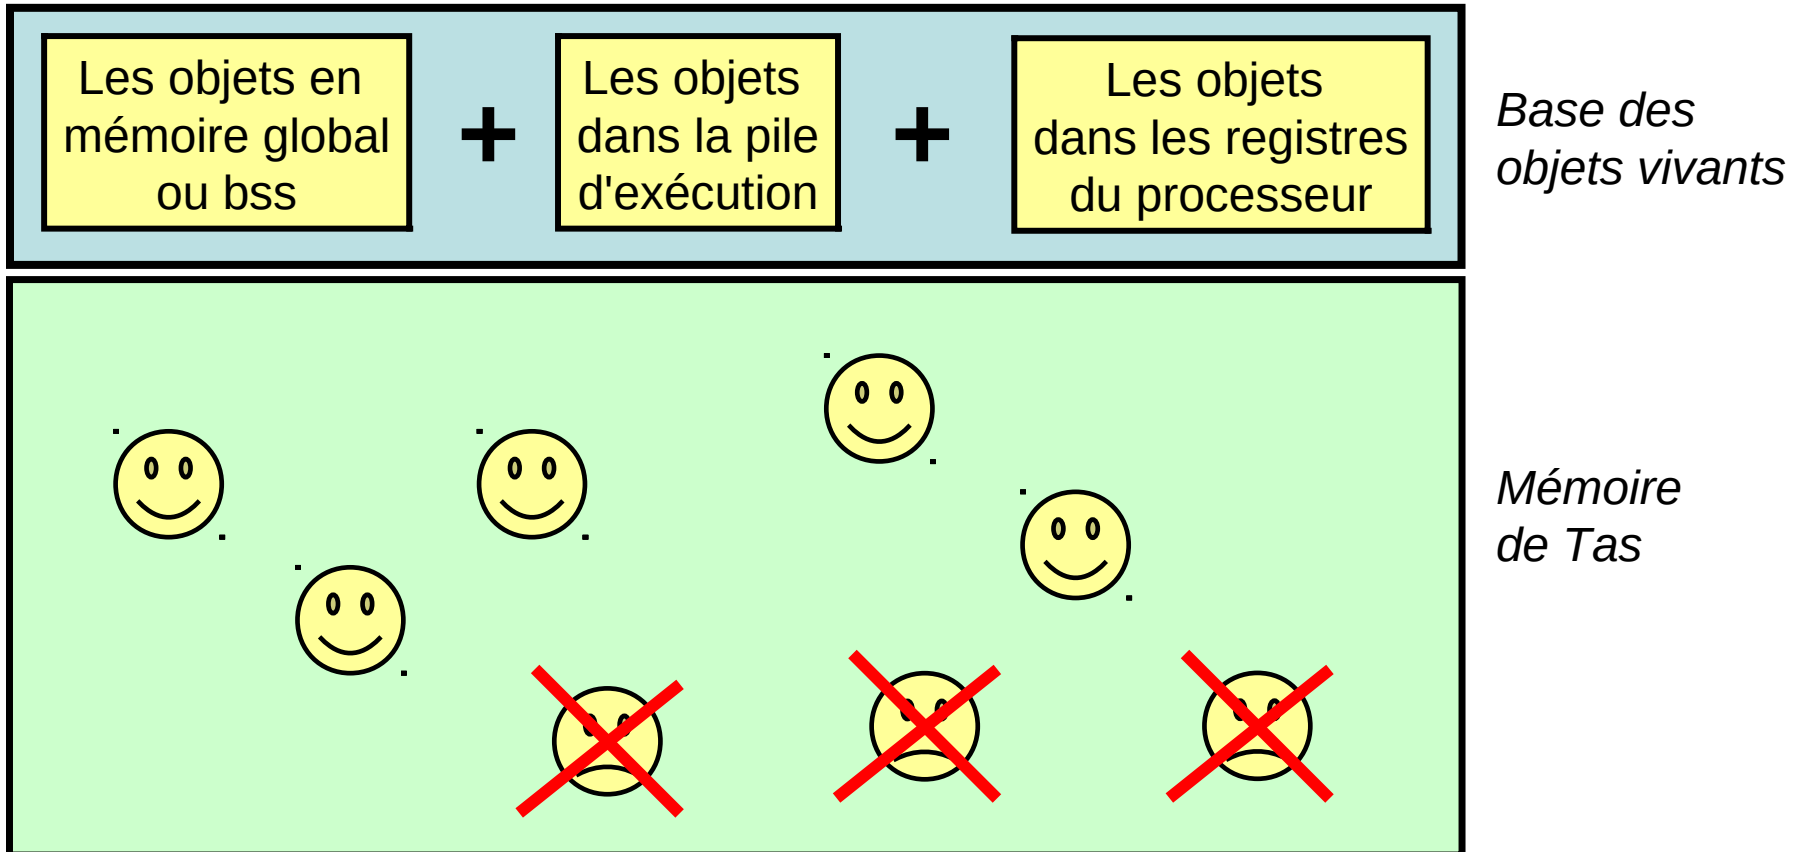 Les objets en
mémoire global
ou bss
+
Les objets
dans la pile
d'exécution
+
Les objets
dans les registres
du processeur
Base des
objets vivants
Mémoire
de Tas